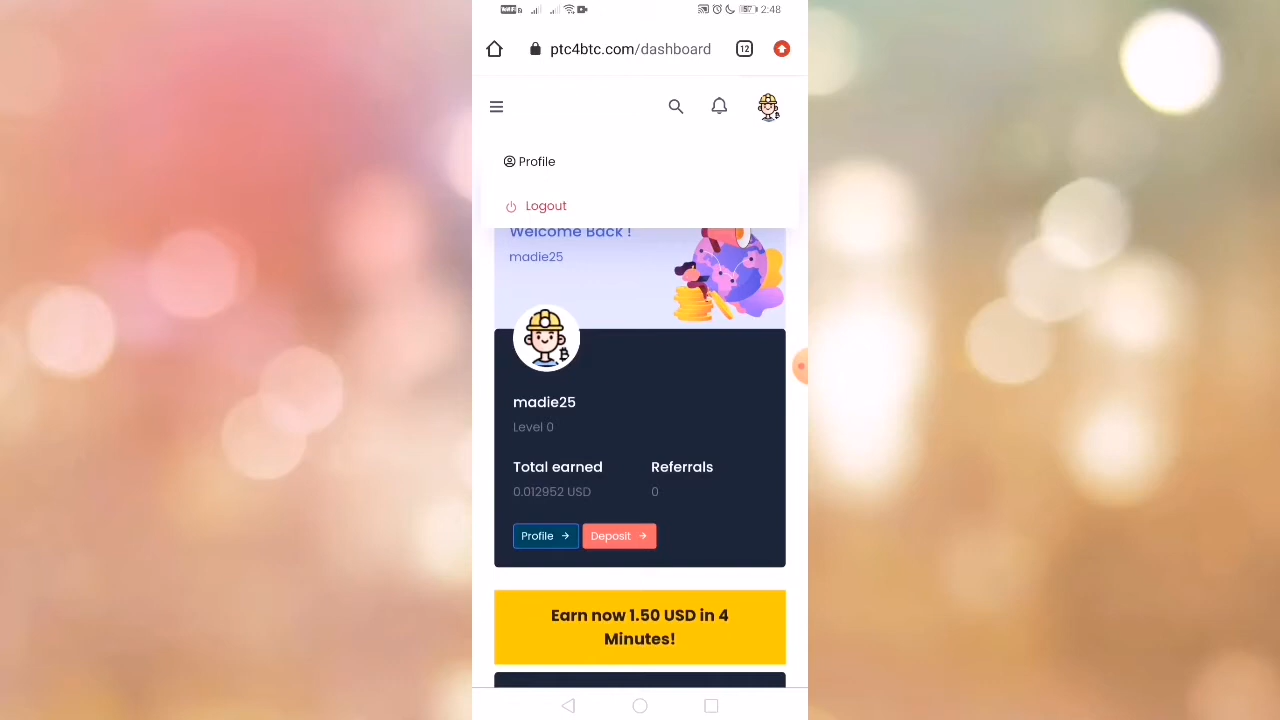 2:48
ptc4btc.com/dashboard
12
Profile
Logout
Welcome Back !
madie25
madie25
Level 0
Total earned
Referrals
0.012952 USD
0
Profile
Deposit
Earn now 1.50 USD in 4
Minutes!